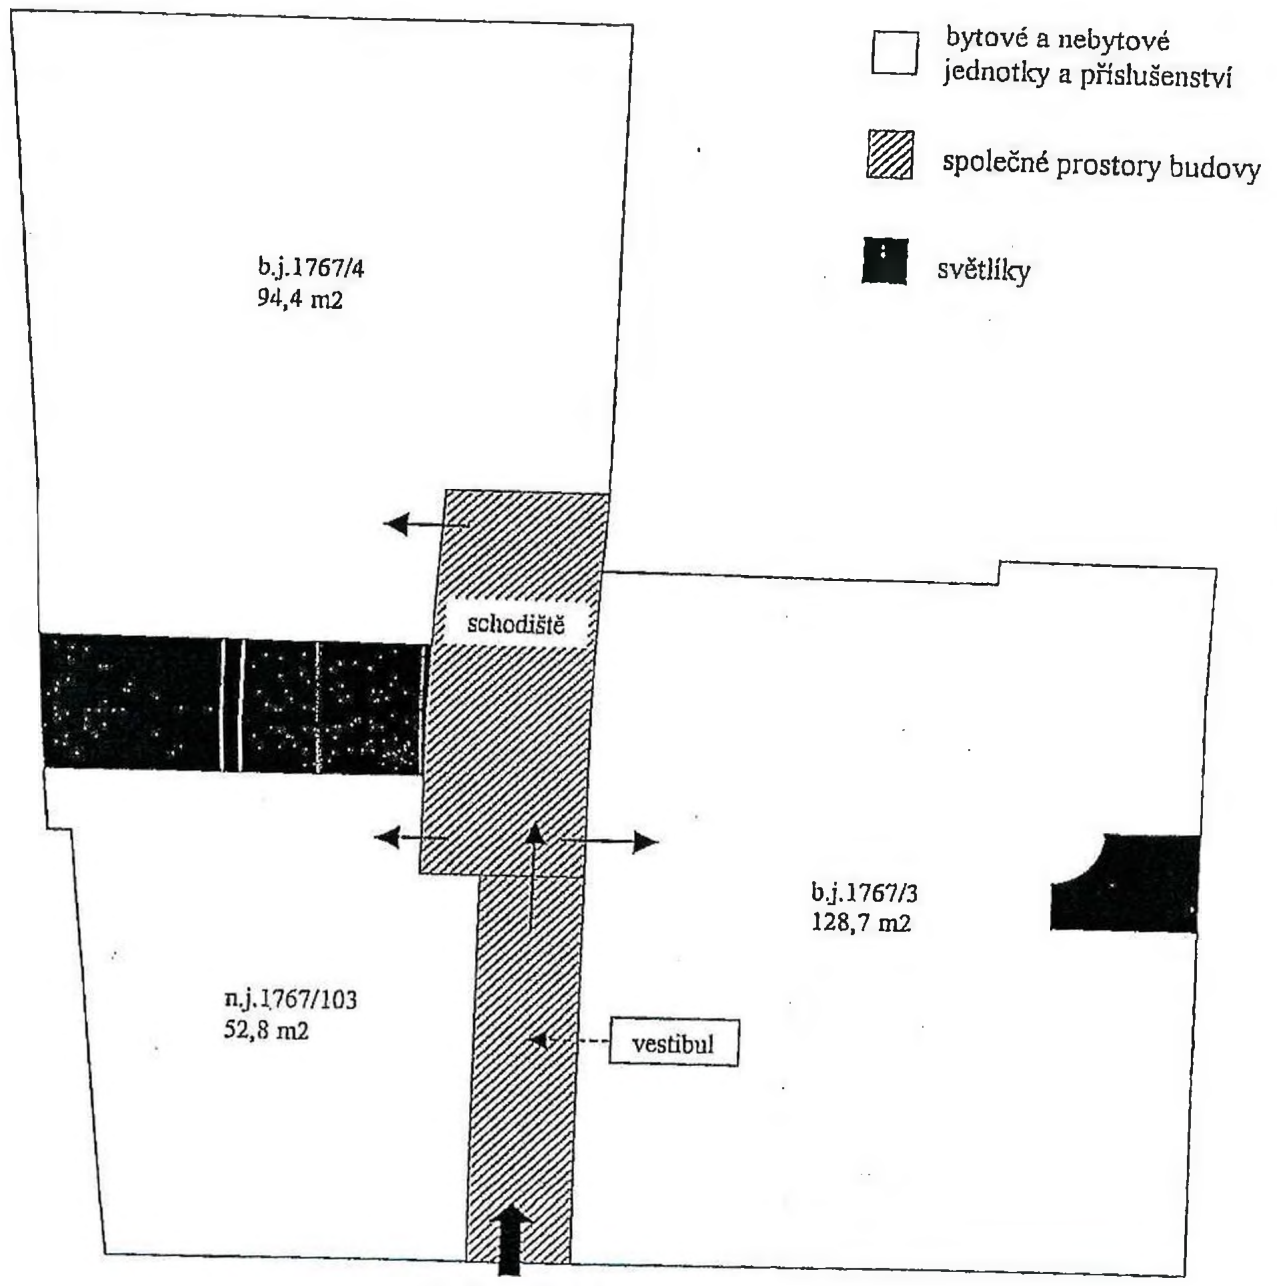 bytové a nebytové
jednotky a příslušenství
společné prostory budovy
světlíky
b.j.1767/4
94,4 m2
schodiště
b.j.1767/3
128,7 m2
n.j.1767/103
52,8 m2
vestibul